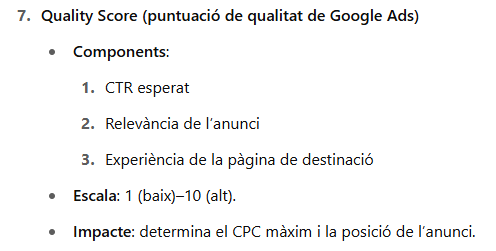 7. Quality Score (puntuació de qualitat de Google Ads)
• Components:
1. CTR esperat
2. Relevància de l'anunci
3. Experiència de la pàgina de destinació
• Escala: 1 (baix)–10 (alt).
• Impacte: determina el CPC màxim i la posició de l'anunci.